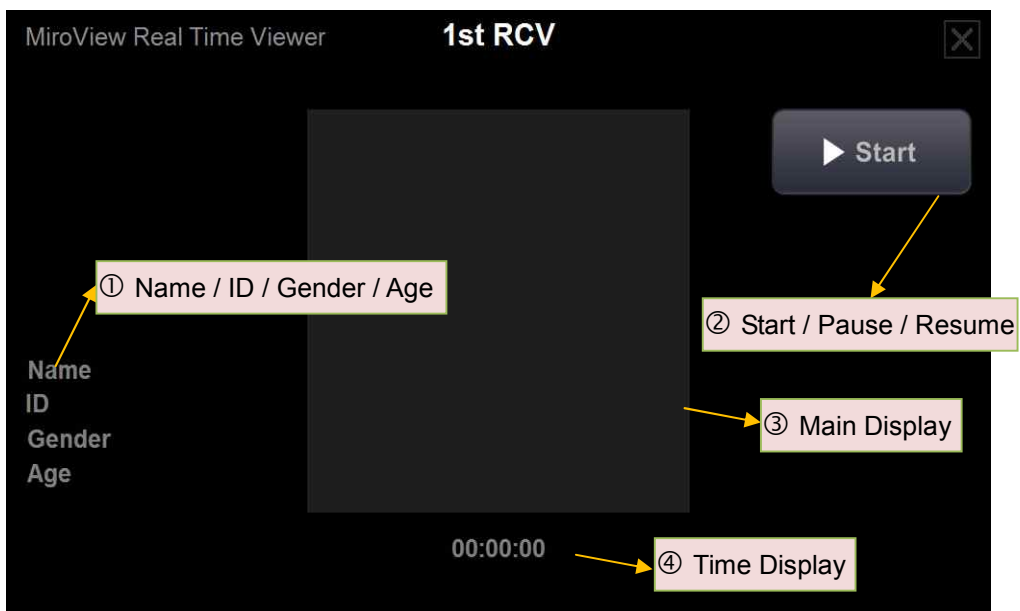 MiroView Real Time Viewer
1st RCV
Start
① Name / ID / Gender / Age
② Start / Pause / Resume
Name
ID
Gender
Age
③ Main Display
00:00:00
④ Time Display